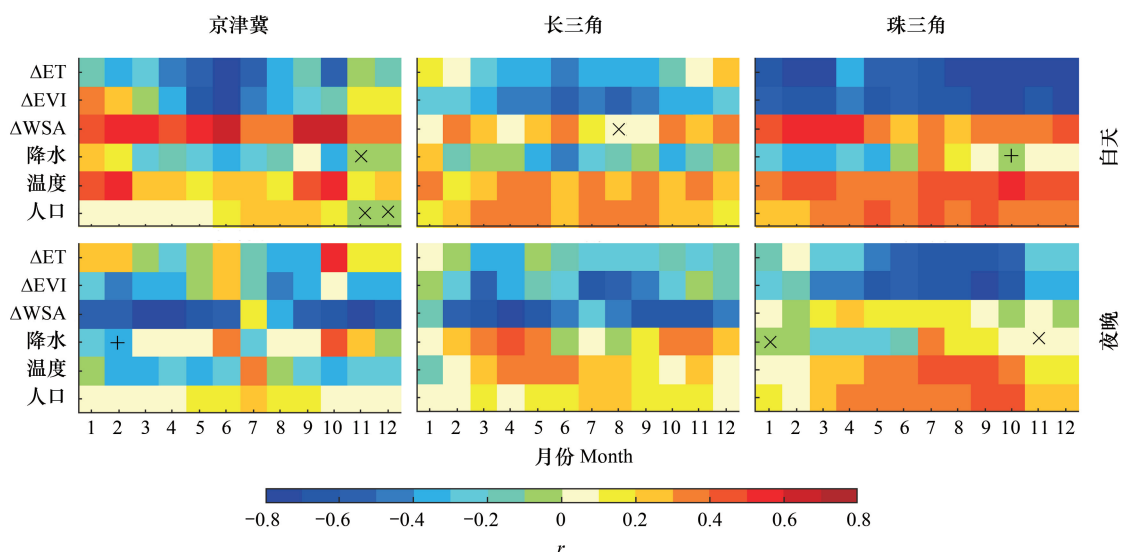 京津冀 长三角 珠三角
ΔET
ΔEVI
ΔWSA
降水
温度
人口
白天
ΔET
ΔEVI
ΔWSA
降水
温度
人口
夜晚
1 2 3 4 5 6 7 8 9 10 11 12 1 2 3 4 5 6 7 8 9 10 11 12 1 2 3 4 5 6 7 8 9 10 11 12
月份 Month
−0.8 −0.6 −0.4 −0.2 0 0.2 0.4 0.6 0.8
r